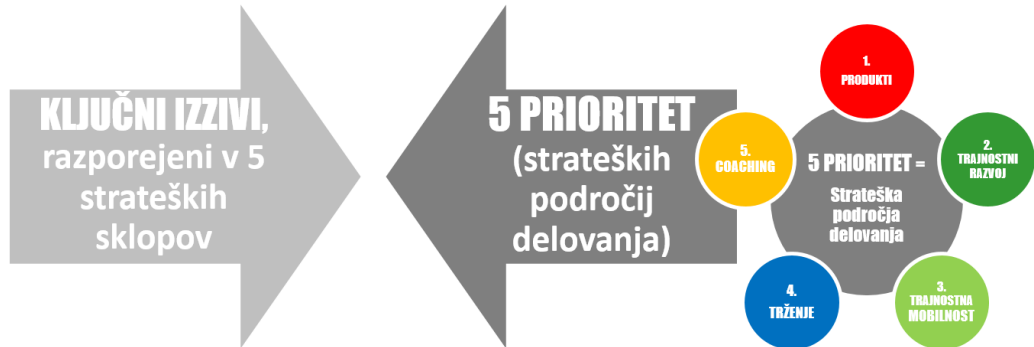 KLJUČNI IZZIVI,
razporejeni v 5
strateških
sklopov
5 PRIORITET
(strateških
področij
delovanja)
1.
PRODUKTI
2.
TRAJNOSTNI
RAZVOJ
3.
TRAJNOSTNA
MOBILNOST
4.
TRŽENJE
5.
COACHING
5 PRIORITET =
Strateška
področja
delovanja